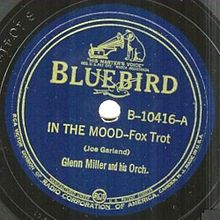 "HIS MASTER'S VOICE"
BLUEBIRD
B-10416-A
IN THE MOOD-Fox Trot
(Joe Garland)
Glenn Miller and his Orch.
RADIO CORPORATION OF AMERICA